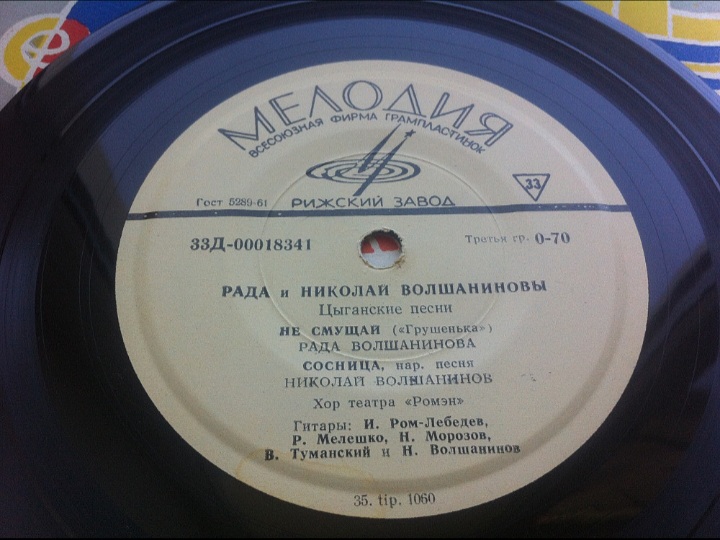 МЕЛОДИЯ
ВСЕСОЮЗНАЯ ФИРМА ГРАМПЛАСТИНОК
33
Гост 5289-61 РИЖСКИЙ ЗАВОД
33Д-00018341 Третья гр. 0-70
РАДА и НИКОЛАЙ ВОЛШАНИНОВЫ
Цыганские песни
НЕ СМУЩАЙ («Грушенька»)
РАДА ВОЛШАНИНОВА
СОСНИЦА, нар. песня
НИКОЛАЙ ВОЛШАНИНОВ
Хор театра «Ромэн»
Гитары: И. Ром-Лебедев,
Р. Мелешко, Н. Морозов,
В. Туманский и Н. Волшанинов
35. tip. 1060